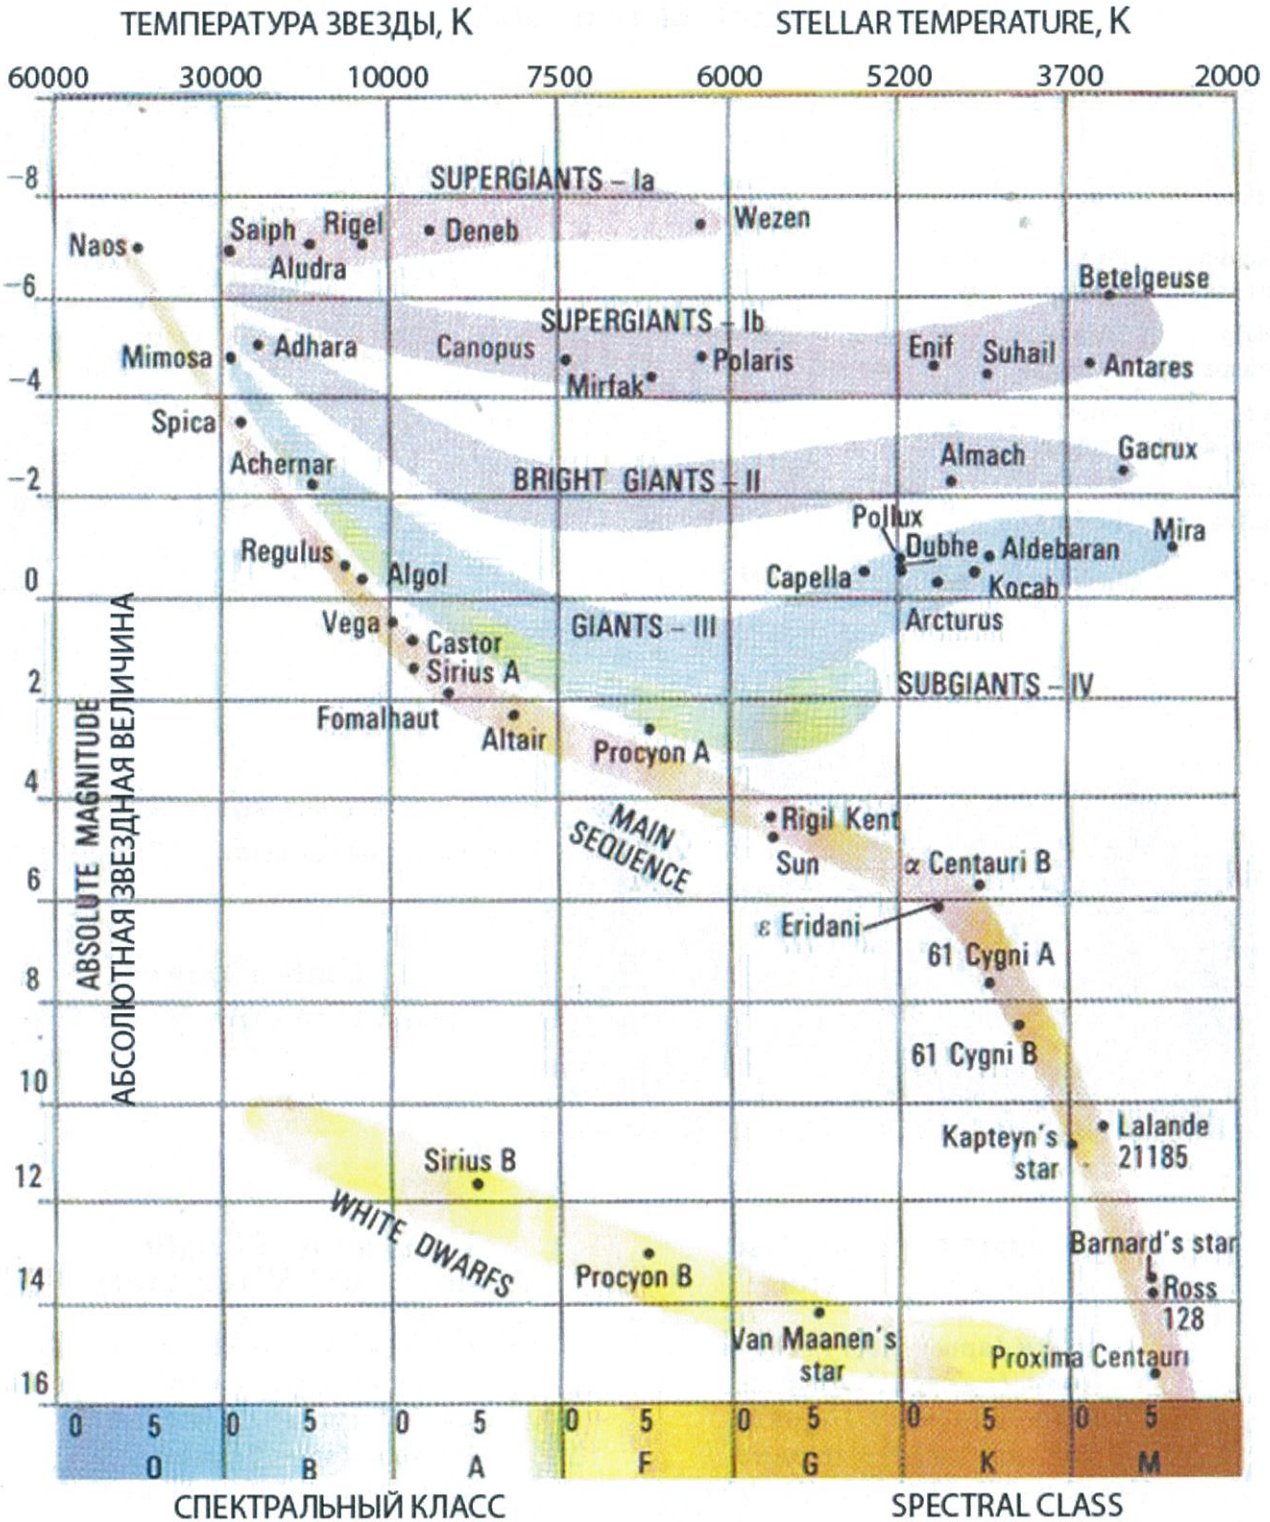 ТЕМПЕРАТУРА ЗВЕЗДЫ, К STELLAR TEMPERATURE, К
60000 30000 10000 7500 6000 5200 3700 2000
-8
SUPERGIANTS - Ia
Naos
Saiph
Rigel
Aludra
Deneb
Wezen
-6
Betelgeuse
SUPERGIANTS - Ib
Mimosa
Adhara
Canopus
Mirfak
Polaris
Enif
Suhail
Antares
-4
Spica
Achernar
Almach
Gacrux
-2
BRIGHT GIANTS - II
Pollux
Dubhe
Aldebaran
Mira
Regulus
Algol
Capella
Kocab
0
Vega
GIANTS - III
Arcturus
Castor
Sirius A
2
SUBGIANTS - IV
Fomalhaut
Altair
Procyon A
4
MAIN
SEQUENCE
Rigil Kent
Sun
α Centauri B
6
ε Eridani
61 Cygni A
8
61 Cygni B
10
ABSOLUTE MAGNITUDE
АБСОЛЮТНАЯ ЗВЕЗДНАЯ ВЕЛИЧИНА
Kapteyn's
star
Lalande
21185
Sirius B
12
WHITE DWARFS
Barnard's star
Procyon B
14
Ross
128
Van Maanen's
star
Proxima Centauri
16
0 5 0 5 0 5 0 5 0 5 0 5 0 5
O B A F G K M
СПЕКТРАЛЬНЫЙ КЛАСС SPECTRAL CLASS